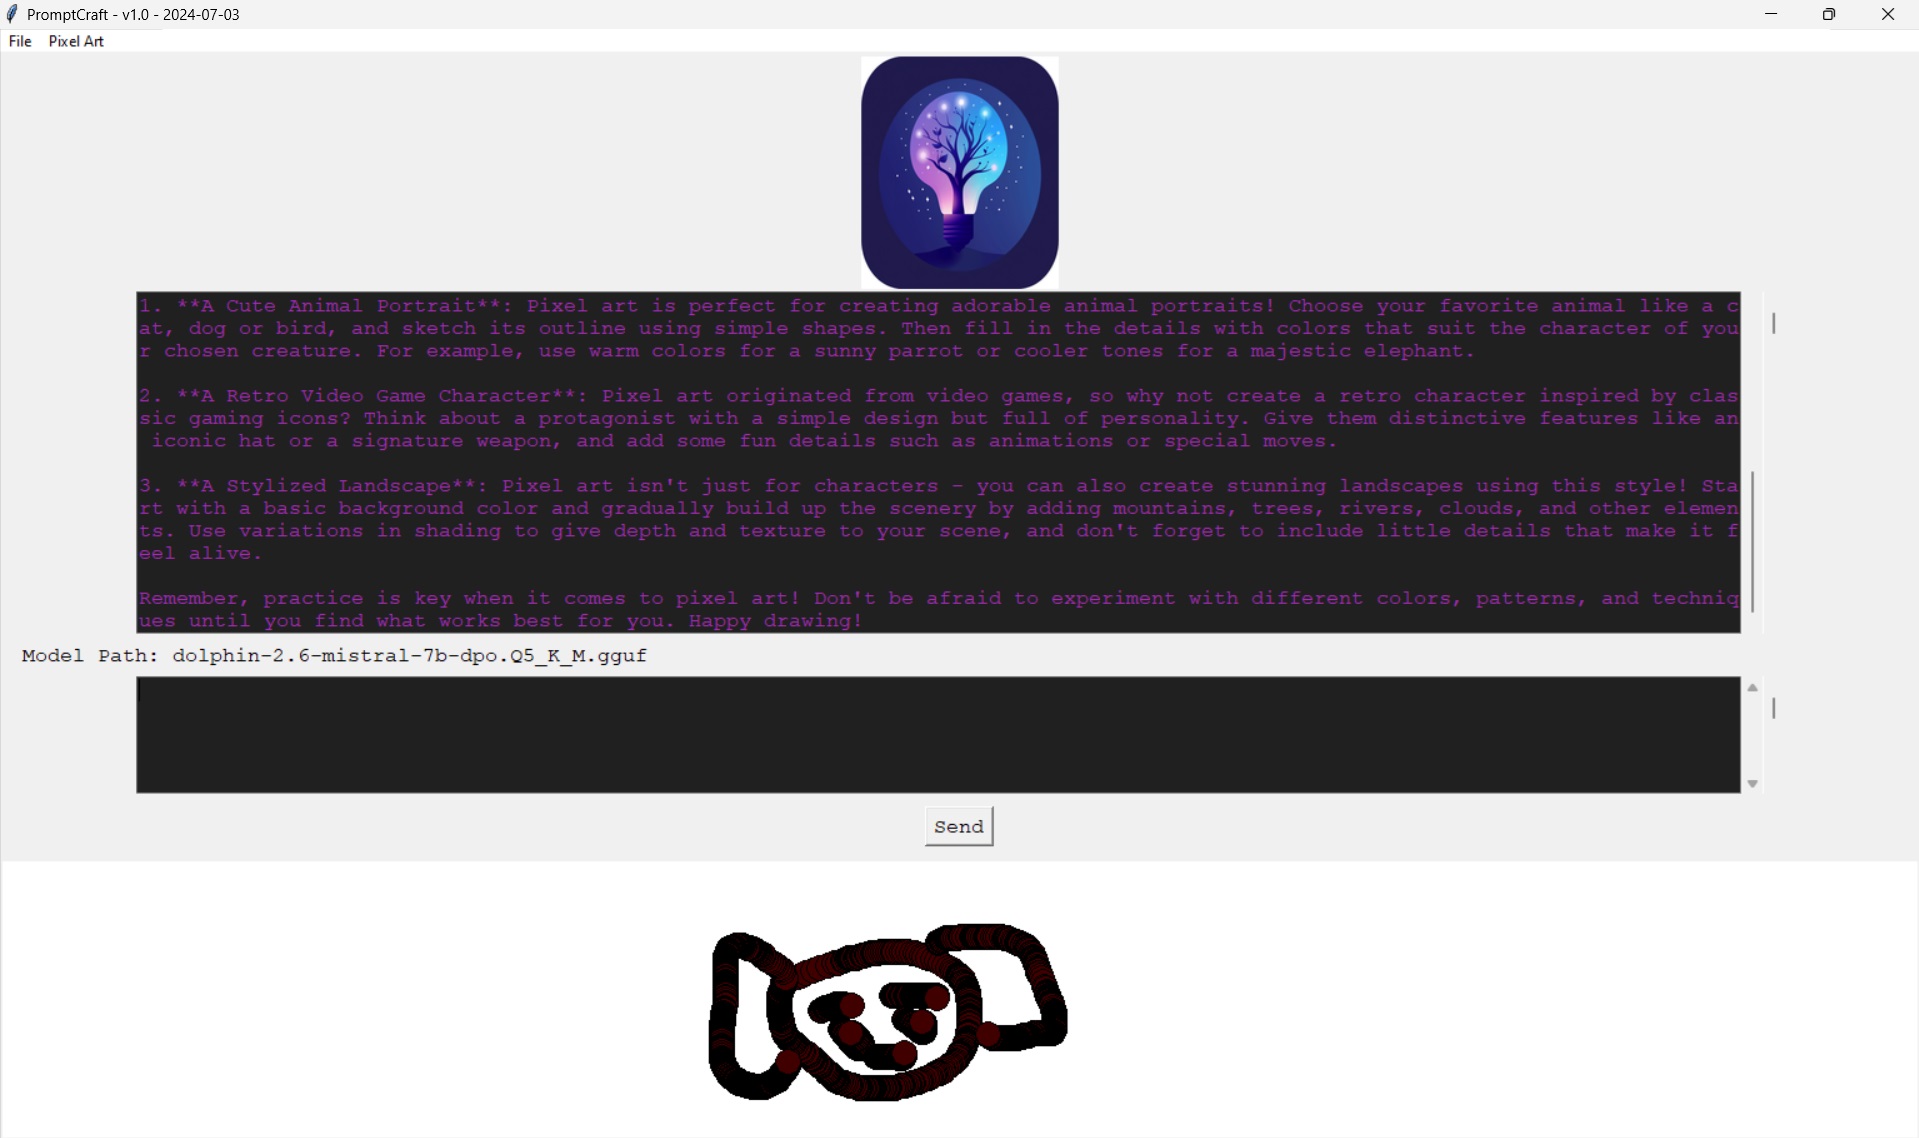 PromptCraft - v1.0 - 2024-07-03
File Pixel Art
1. **A Cute Animal Portrait**: Pixel art is perfect for creating adorable animal portraits! Choose your favorite animal like a c
at, dog or bird, and sketch its outline using simple shapes. Then fill in the details with colors that suit the character of you
r chosen creature. For example, use warm colors for a sunny parrot or cooler tones for a majestic elephant.
2. **A Retro Video Game Character**: Pixel art originated from video games, so why not create a retro character inspired by clas
sic gaming icons? Think about a protagonist with a simple design but full of personality. Give them distinctive features like an
iconic hat or a signature weapon, and add some fun details such as animations or special moves.
3. **A Stylized Landscape**: Pixel art isn't just for characters - you can also create stunning landscapes using this style! Sta
rt with a basic background color and gradually build up the scenery by adding mountains, trees, rivers, clouds, and other elemen
ts. Use variations in shading to give depth and texture to your scene, and don't forget to include little details that make it f
eel alive.
Remember, practice is key when it comes to pixel art! Don't be afraid to experiment with different colors, patterns, and techniq
ues until you find what works best for you. Happy drawing!
Model Path: dolphin-2.6-mistral-7b-dpo.Q5_K_M.gguf
Send